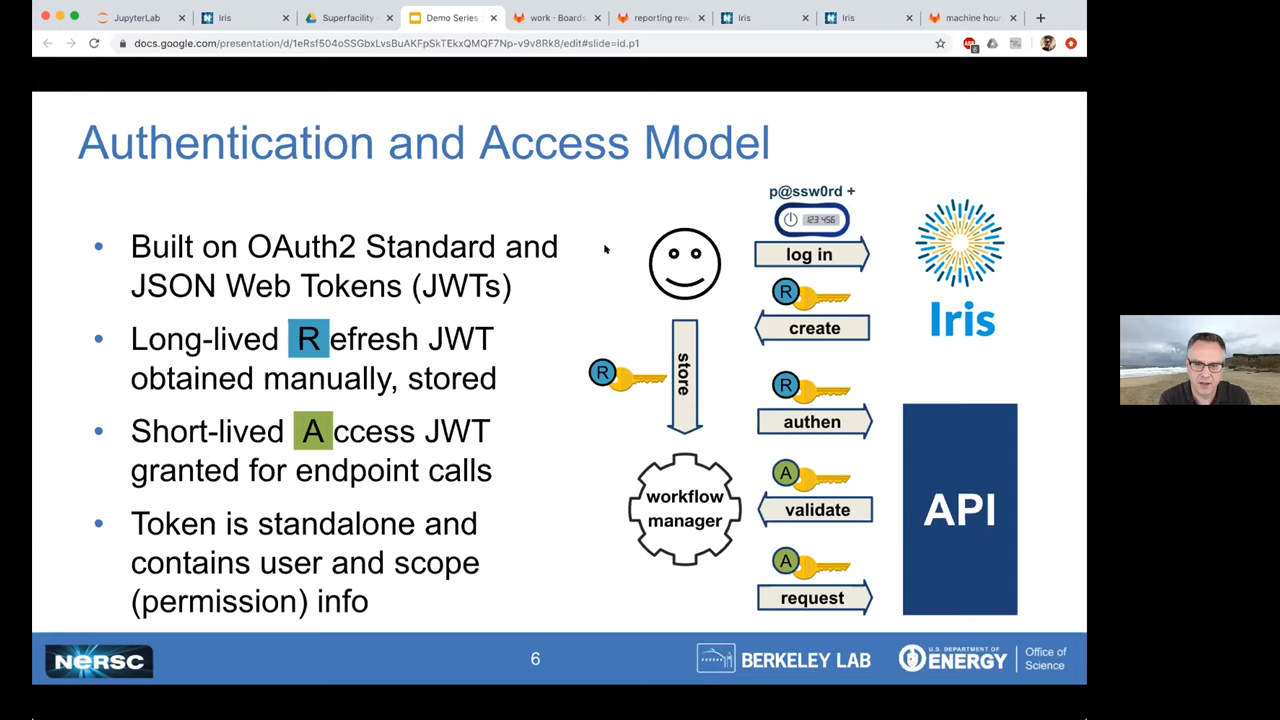 JupyterLab
Iris
Superfacility
Demo Series
work · Boards
reporting rew
Iris
Iris
machine hour
docs.google.com/presentation/d/1eRsf504oSSGbxLvsBuAKFpSkTEkxQMQF7Np-v9v8Rk8/edit#slide=id.p1
Authentication and Access Model
• Built on OAuth2 Standard and
JSON Web Tokens (JWTs)
• Long-lived Refresh JWT
obtained manually, stored
• Short-lived Access JWT
granted for endpoint calls
• Token is standalone and
contains user and scope
(permission) info
p@ssw0rd +
123 456
log in
R
create
Iris
R
store
R
authen
A
validate
workflow
manager
API
A
request
NERSC
6
BERKELEY LAB
U.S. DEPARTMENT OF
ENERGY
Office of
Science